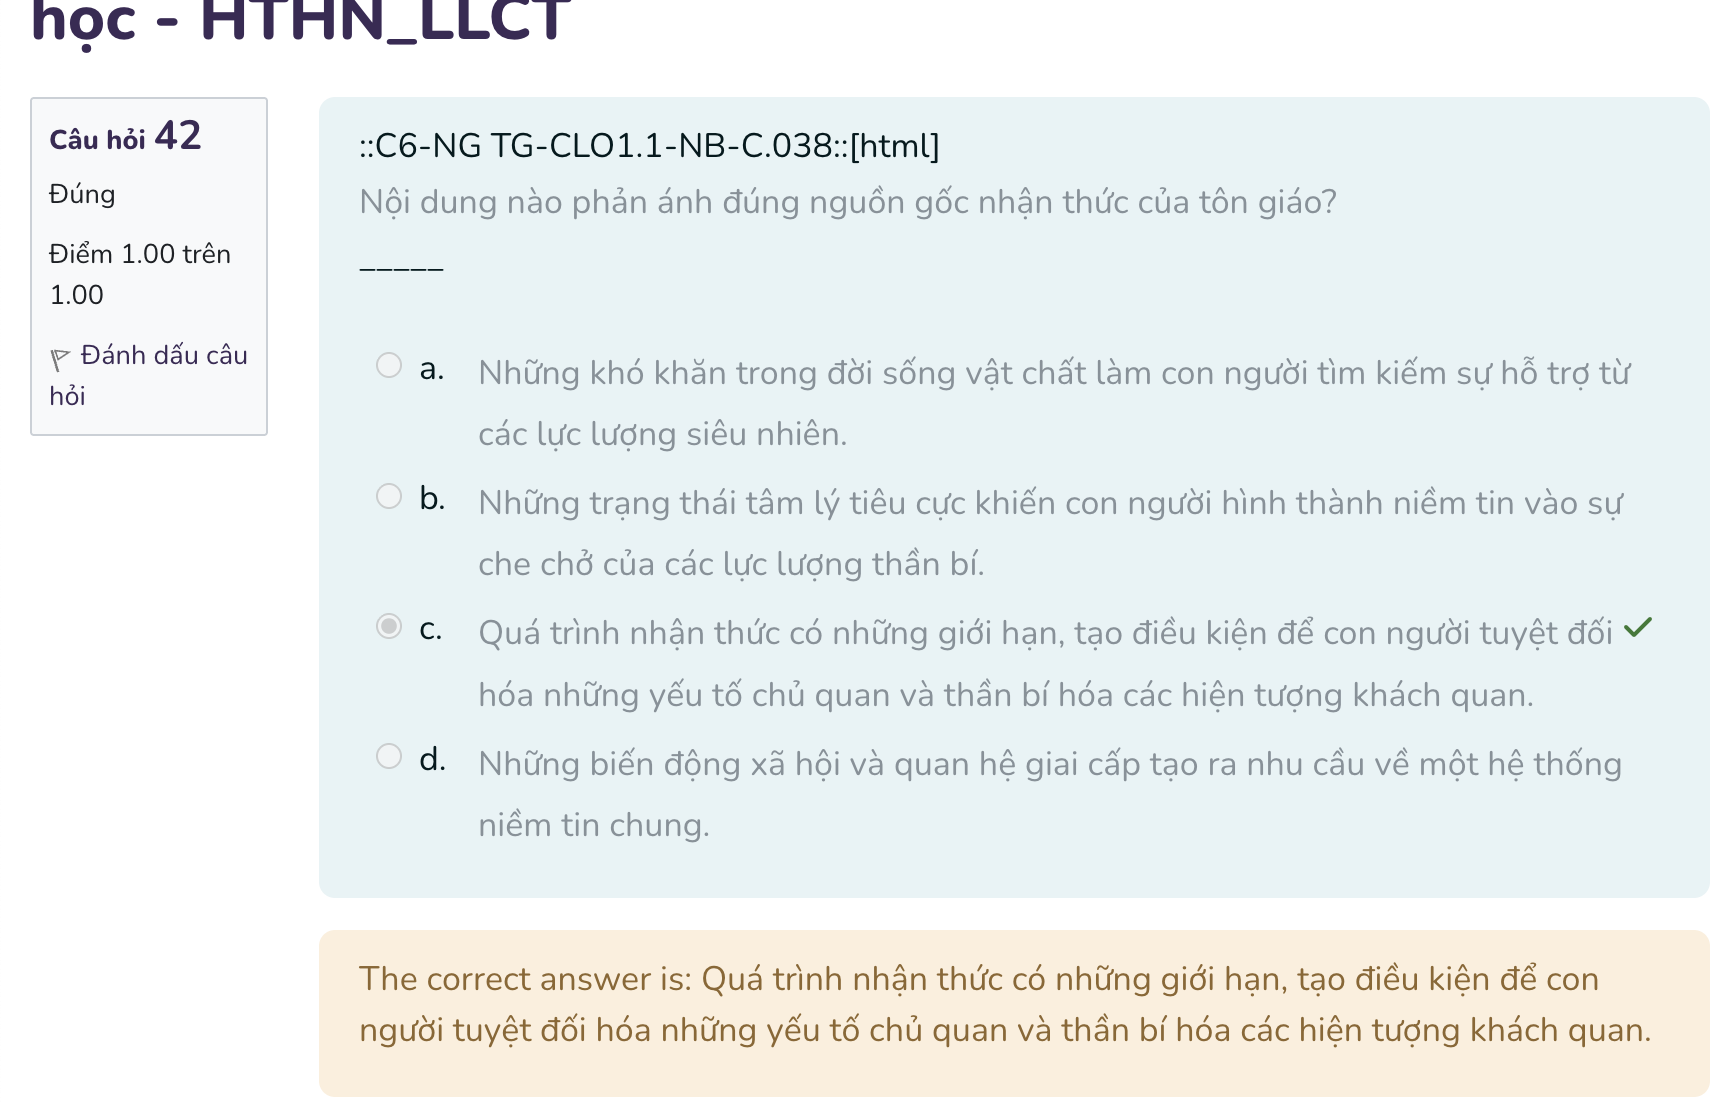 học - HTHN_LLCT
Câu hỏi 42
Đúng
Điểm 1.00 trên
1.00
Đánh dấu câu
hỏi
::C6-NG TG-CLO1.1-NB-C.038::[html]
Nội dung nào phản ánh đúng nguồn gốc nhận thức của tôn giáo?
_____
a. Những khó khăn trong đời sống vật chất làm con người tìm kiếm sự hỗ trợ từ
các lực lượng siêu nhiên.
b. Những trạng thái tâm lý tiêu cực khiến con người hình thành niềm tin vào sự
che chở của các lực lượng thần bí.
c. Quá trình nhận thức có những giới hạn, tạo điều kiện để con người tuyệt đối
hóa những yếu tố chủ quan và thần bí hóa các hiện tượng khách quan.
d. Những biến động xã hội và quan hệ giai cấp tạo ra nhu cầu về một hệ thống
niềm tin chung.
The correct answer is: Quá trình nhận thức có những giới hạn, tạo điều kiện để con
người tuyệt đối hóa những yếu tố chủ quan và thần bí hóa các hiện tượng khách quan.